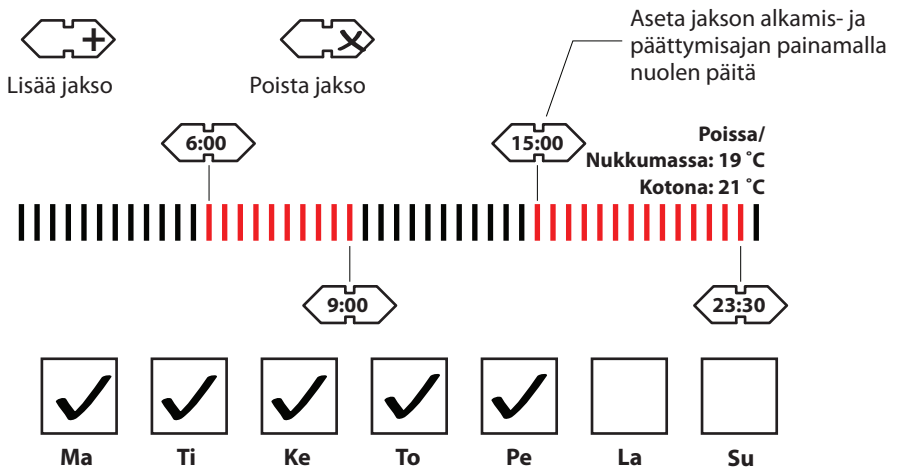 Lisää jakso
Poista jakso
Aseta jakson alkamis- ja
päättymisajan painamalla
nuolen päitä
6:00
15:00
Poissa/
Nukkumassa: 19 ˚C
Kotona: 21 ˚C
9:00
23:30
Ma Ti Ke To Pe La Su